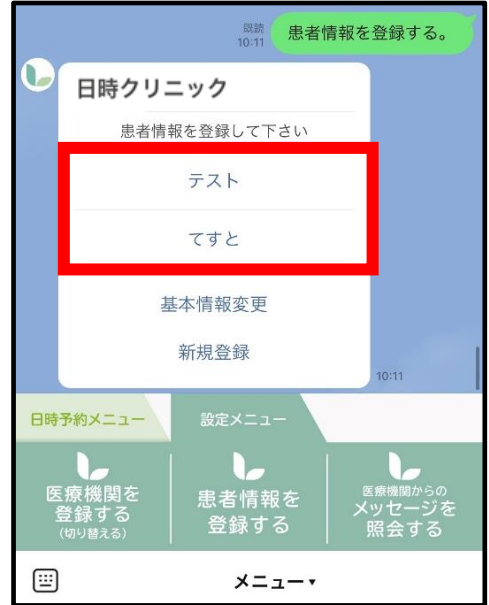 既読
10:11
患者情報を登録する。
日時クリニック
患者情報を登録して下さい
テスト
てすと
基本情報変更
新規登録
10:11
日時予約メニュー
設定メニュー
医療機関を
登録する
(切り替える)
患者情報を
登録する
医療機関からの
メッセージを
照会する
メニュー▾